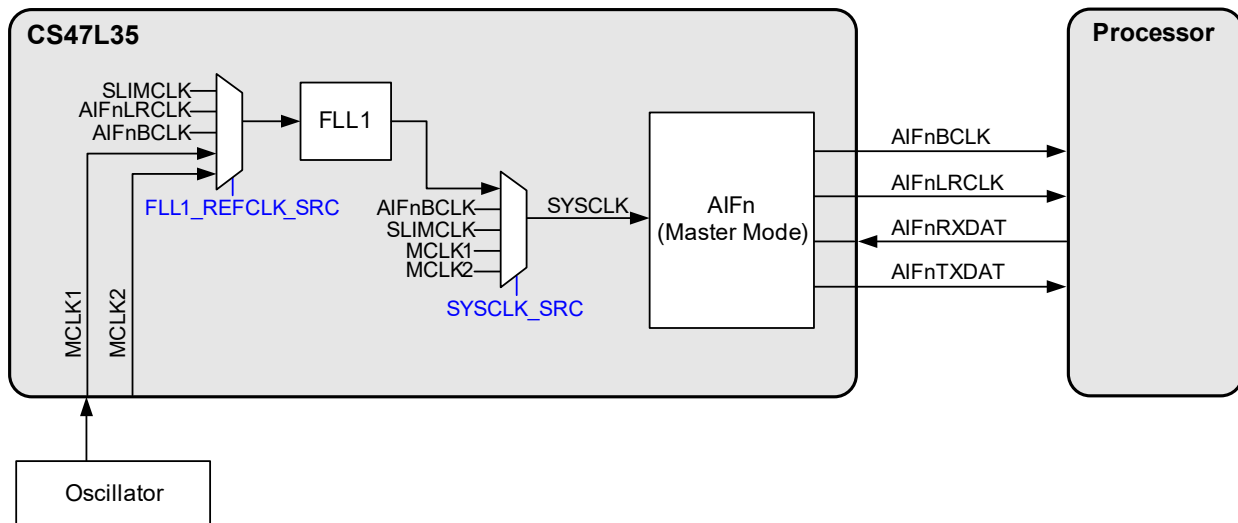 CS47L35
Processor
SLIMCLK
AIFnLRCLK
AIFnBCLK
FLL1
FLL1_REFCLK_SRC
AIFnBCLK
SLIMCLK
MCLK1
MCLK2
SYSCLK_SRC
SYSCLK
AIFn
(Master Mode)
AIFnBCLK
AIFnLRCLK
AIFnRXDAT
AIFnTXDAT
MCLK1
MCLK2
Oscillator